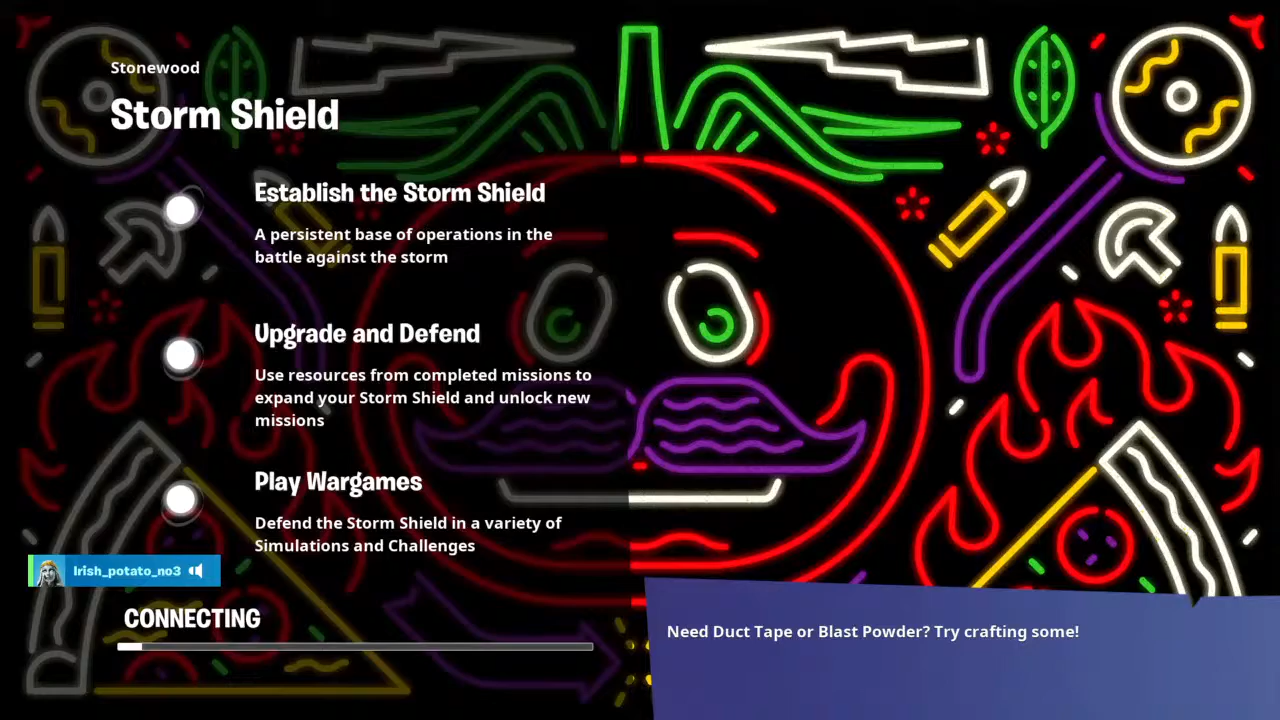 Stonewood
Storm Shield
Establish the Storm Shield
A persistent base of operations in the
battle against the storm
Upgrade and Defend
Use resources from completed missions to
expand your Storm Shield and unlock new
missions
Play Wargames
Defend the Storm Shield in a variety of
Simulations and Challenges
Irish_potato_no3
CONNECTING
Need Duct Tape or Blast Powder? Try crafting some!